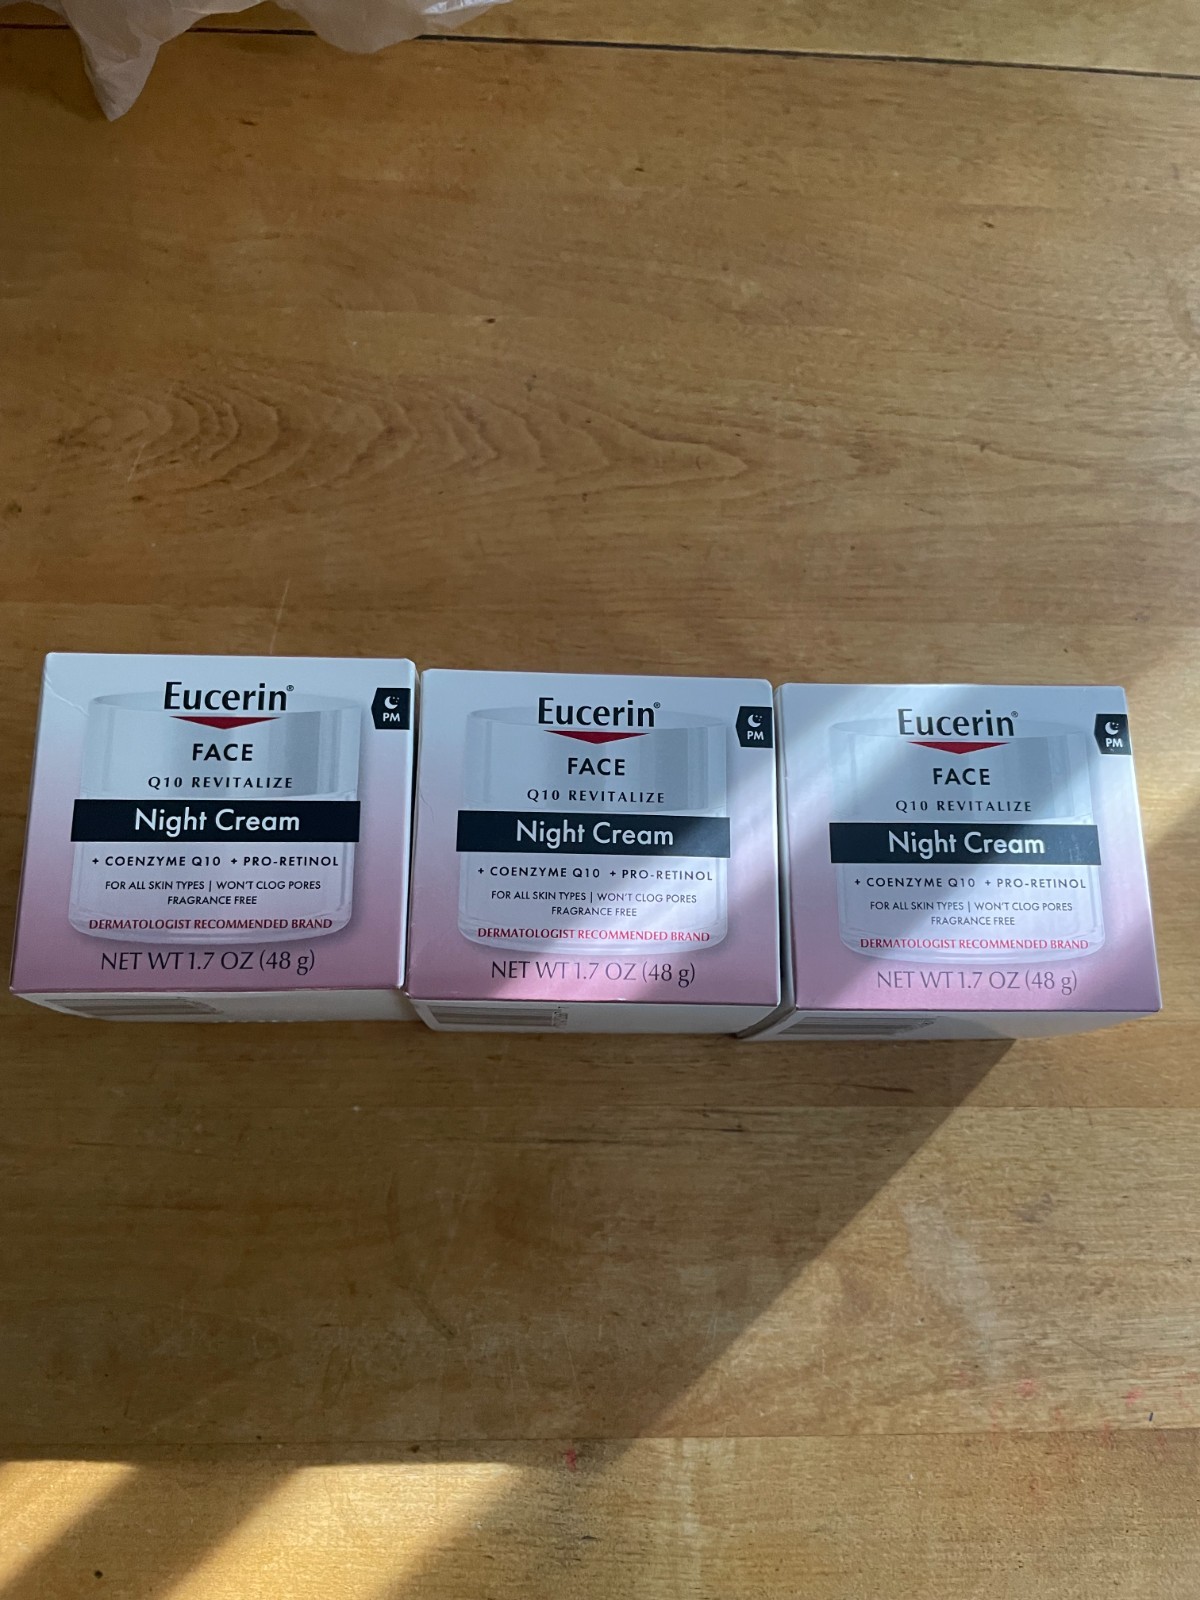 Eucerin®
FACE
Q10 REVITALIZE
Night Cream
+ COENZYME Q10 + PRO-RETINOL
FOR ALL SKIN TYPES | WON'T CLOG PORES
FRAGRANCE FREE
DERMATOLOGIST RECOMMENDED BRAND
NET WT 1.7 OZ (48 g)
PM
Eucerin®
FACE
Q10 REVITALIZE
Night Cream
+ COENZYME Q10 + PRO-RETINOL
FOR ALL SKIN TYPES | WON'T CLOG PORES
FRAGRANCE FREE
DERMATOLOGIST RECOMMENDED BRAND
NET WT 1.7 OZ (48 g)
PM
Eucerin®
FACE
Q10 REVITALIZE
Night Cream
+ COENZYME Q10 + PRO-RETINOL
FOR ALL SKIN TYPES | WON'T CLOG PORES
FRAGRANCE FREE
DERMATOLOGIST RECOMMENDED BRAND
NET WT 1.7 OZ (48 g)
PM